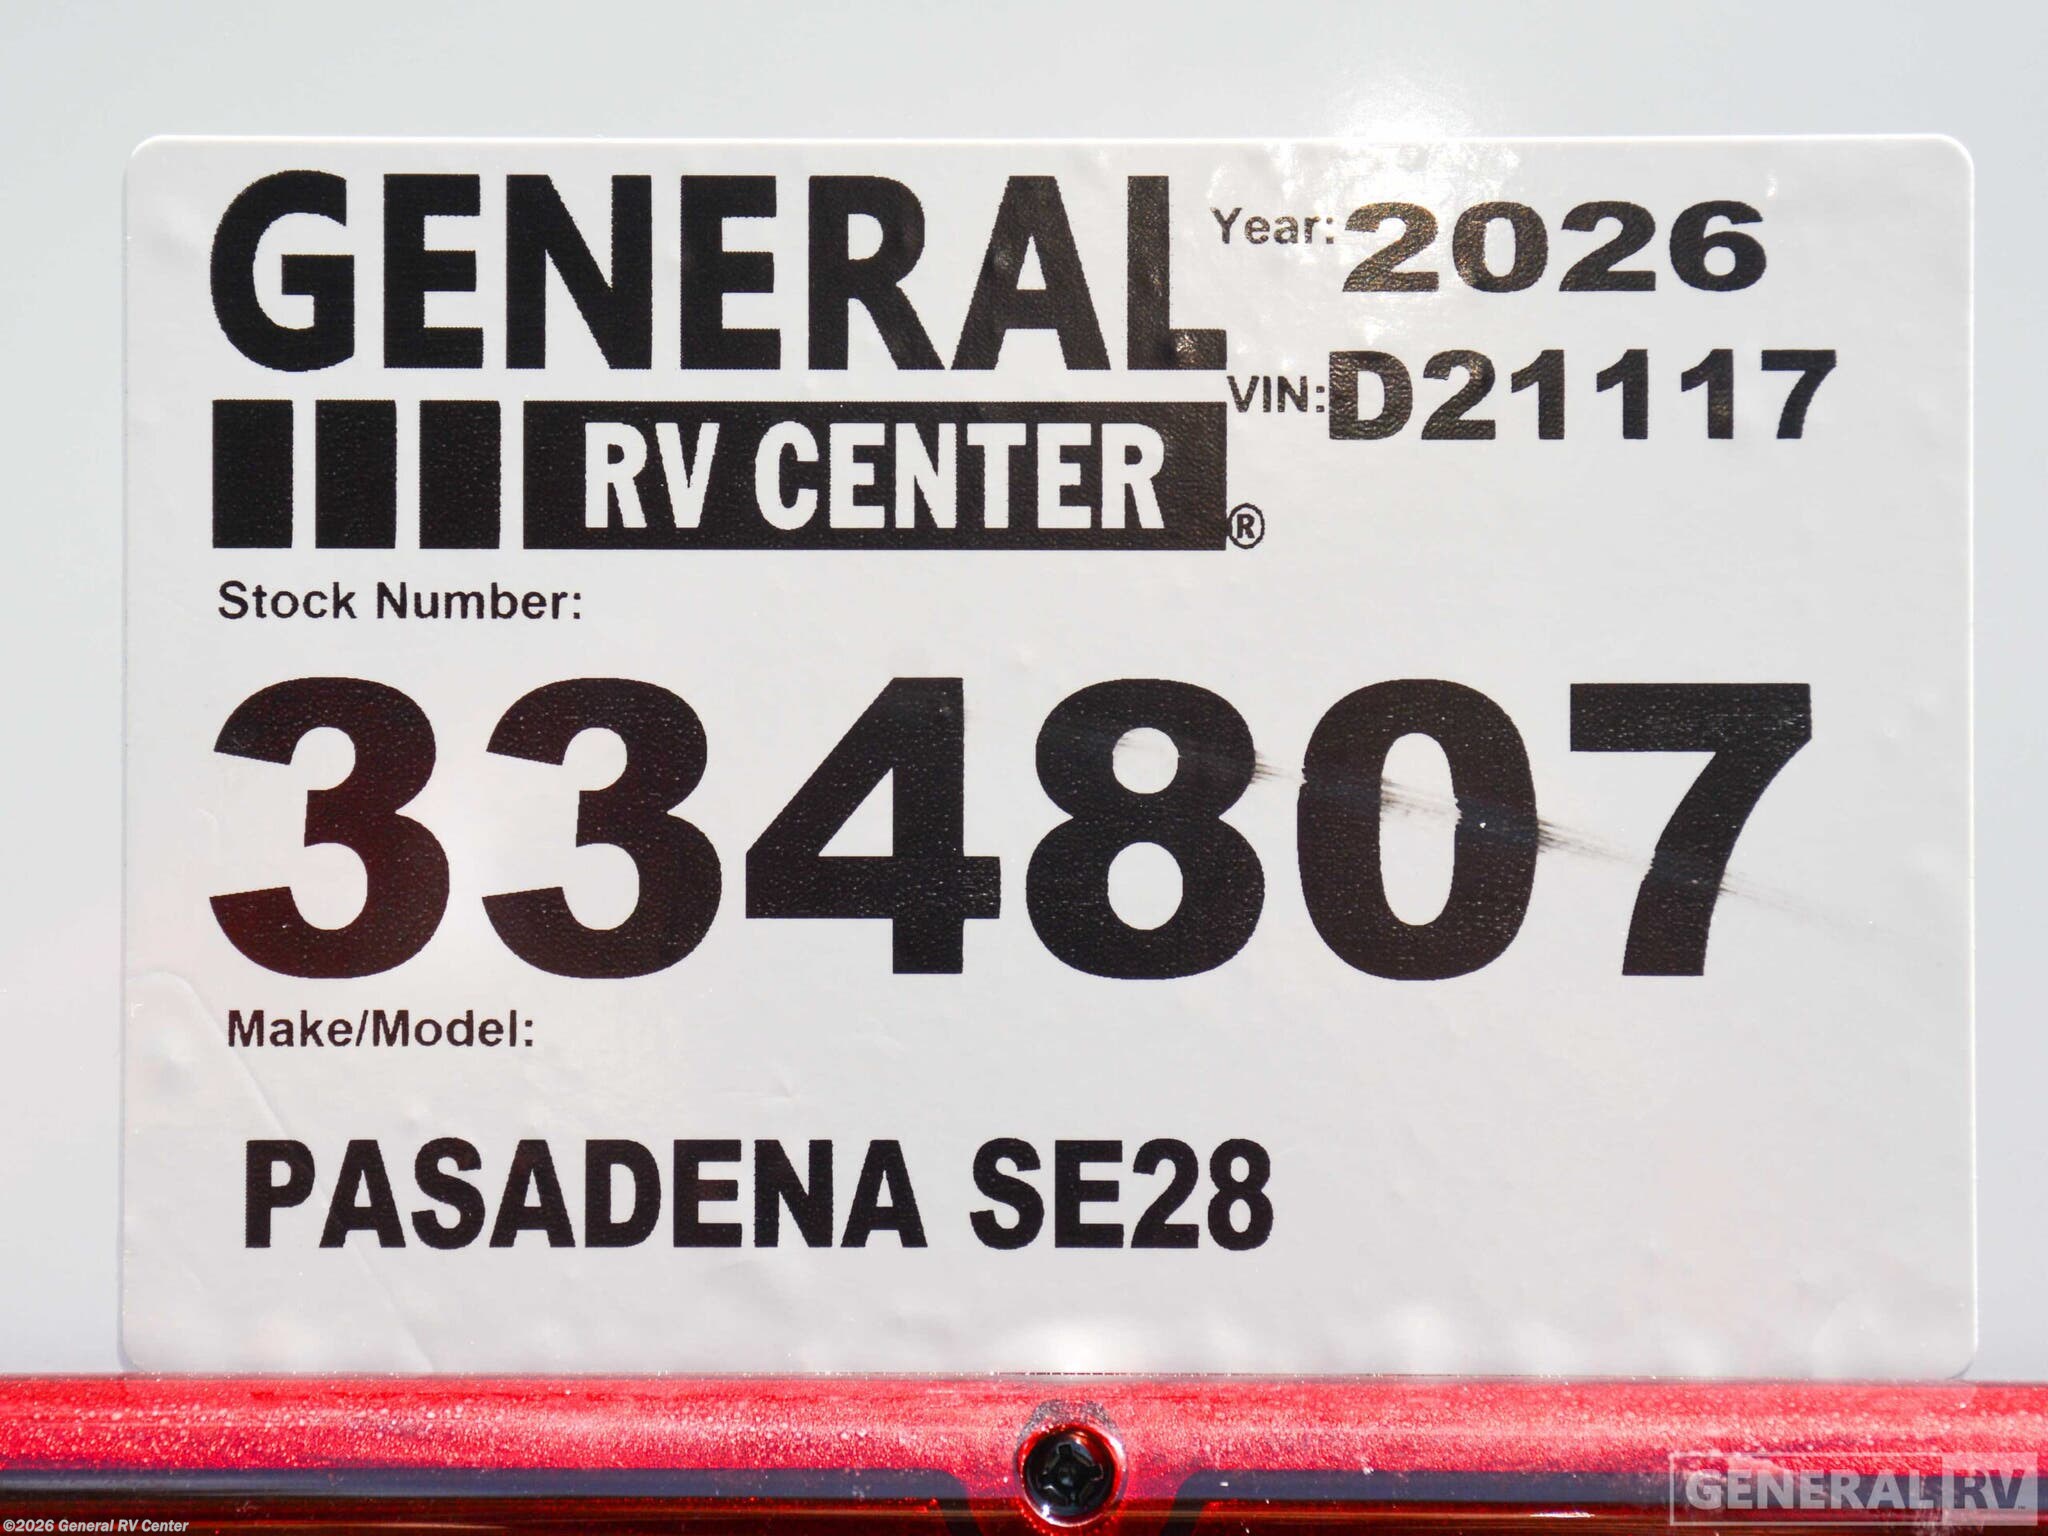 GENERAL
RV CENTER®
Year: 2026
VIN: D21117
Stock Number:
334807
Make/Model:
PASADENA SE28
GENERAL RV
©2026 General RV Center